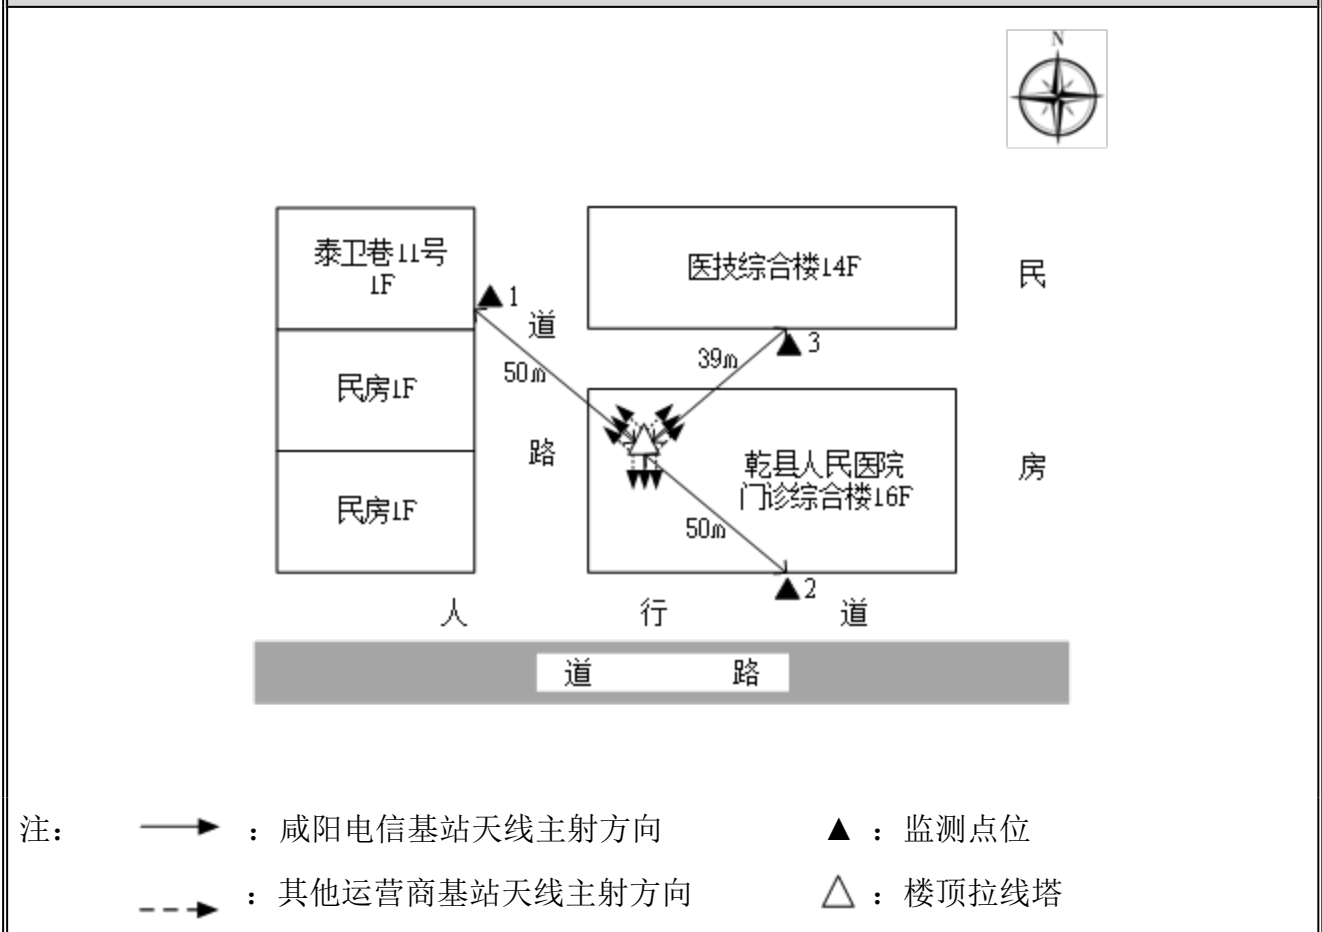 N
泰卫巷11号
1F
医技综合楼14F
民
1
道
3
39m
50m
民房1F
路
乾县人民医院
门诊综合楼16F
房
民房1F
50m
2
人 行 道
道 路
注： ：咸阳电信基站天线主射方向 ▲：监测点位
：其他运营商基站天线主射方向 △：楼顶拉线塔